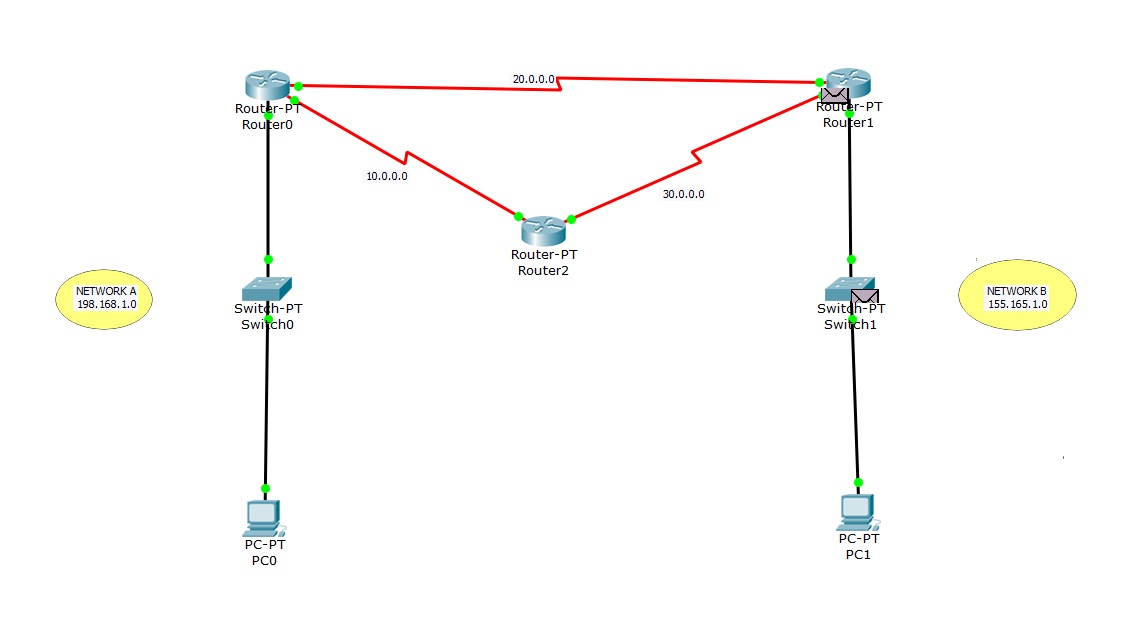 20.0.0.0
Router-PT
Router0
Router-PT
Router1
10.0.0.0
30.0.0.0
Router-PT
Router2
NETWORK A
198.168.1.0
Switch-PT
Switch0
Switch-PT
Switch1
NETWORK B
155.165.1.0
PC-PT
PC0
PC-PT
PC1